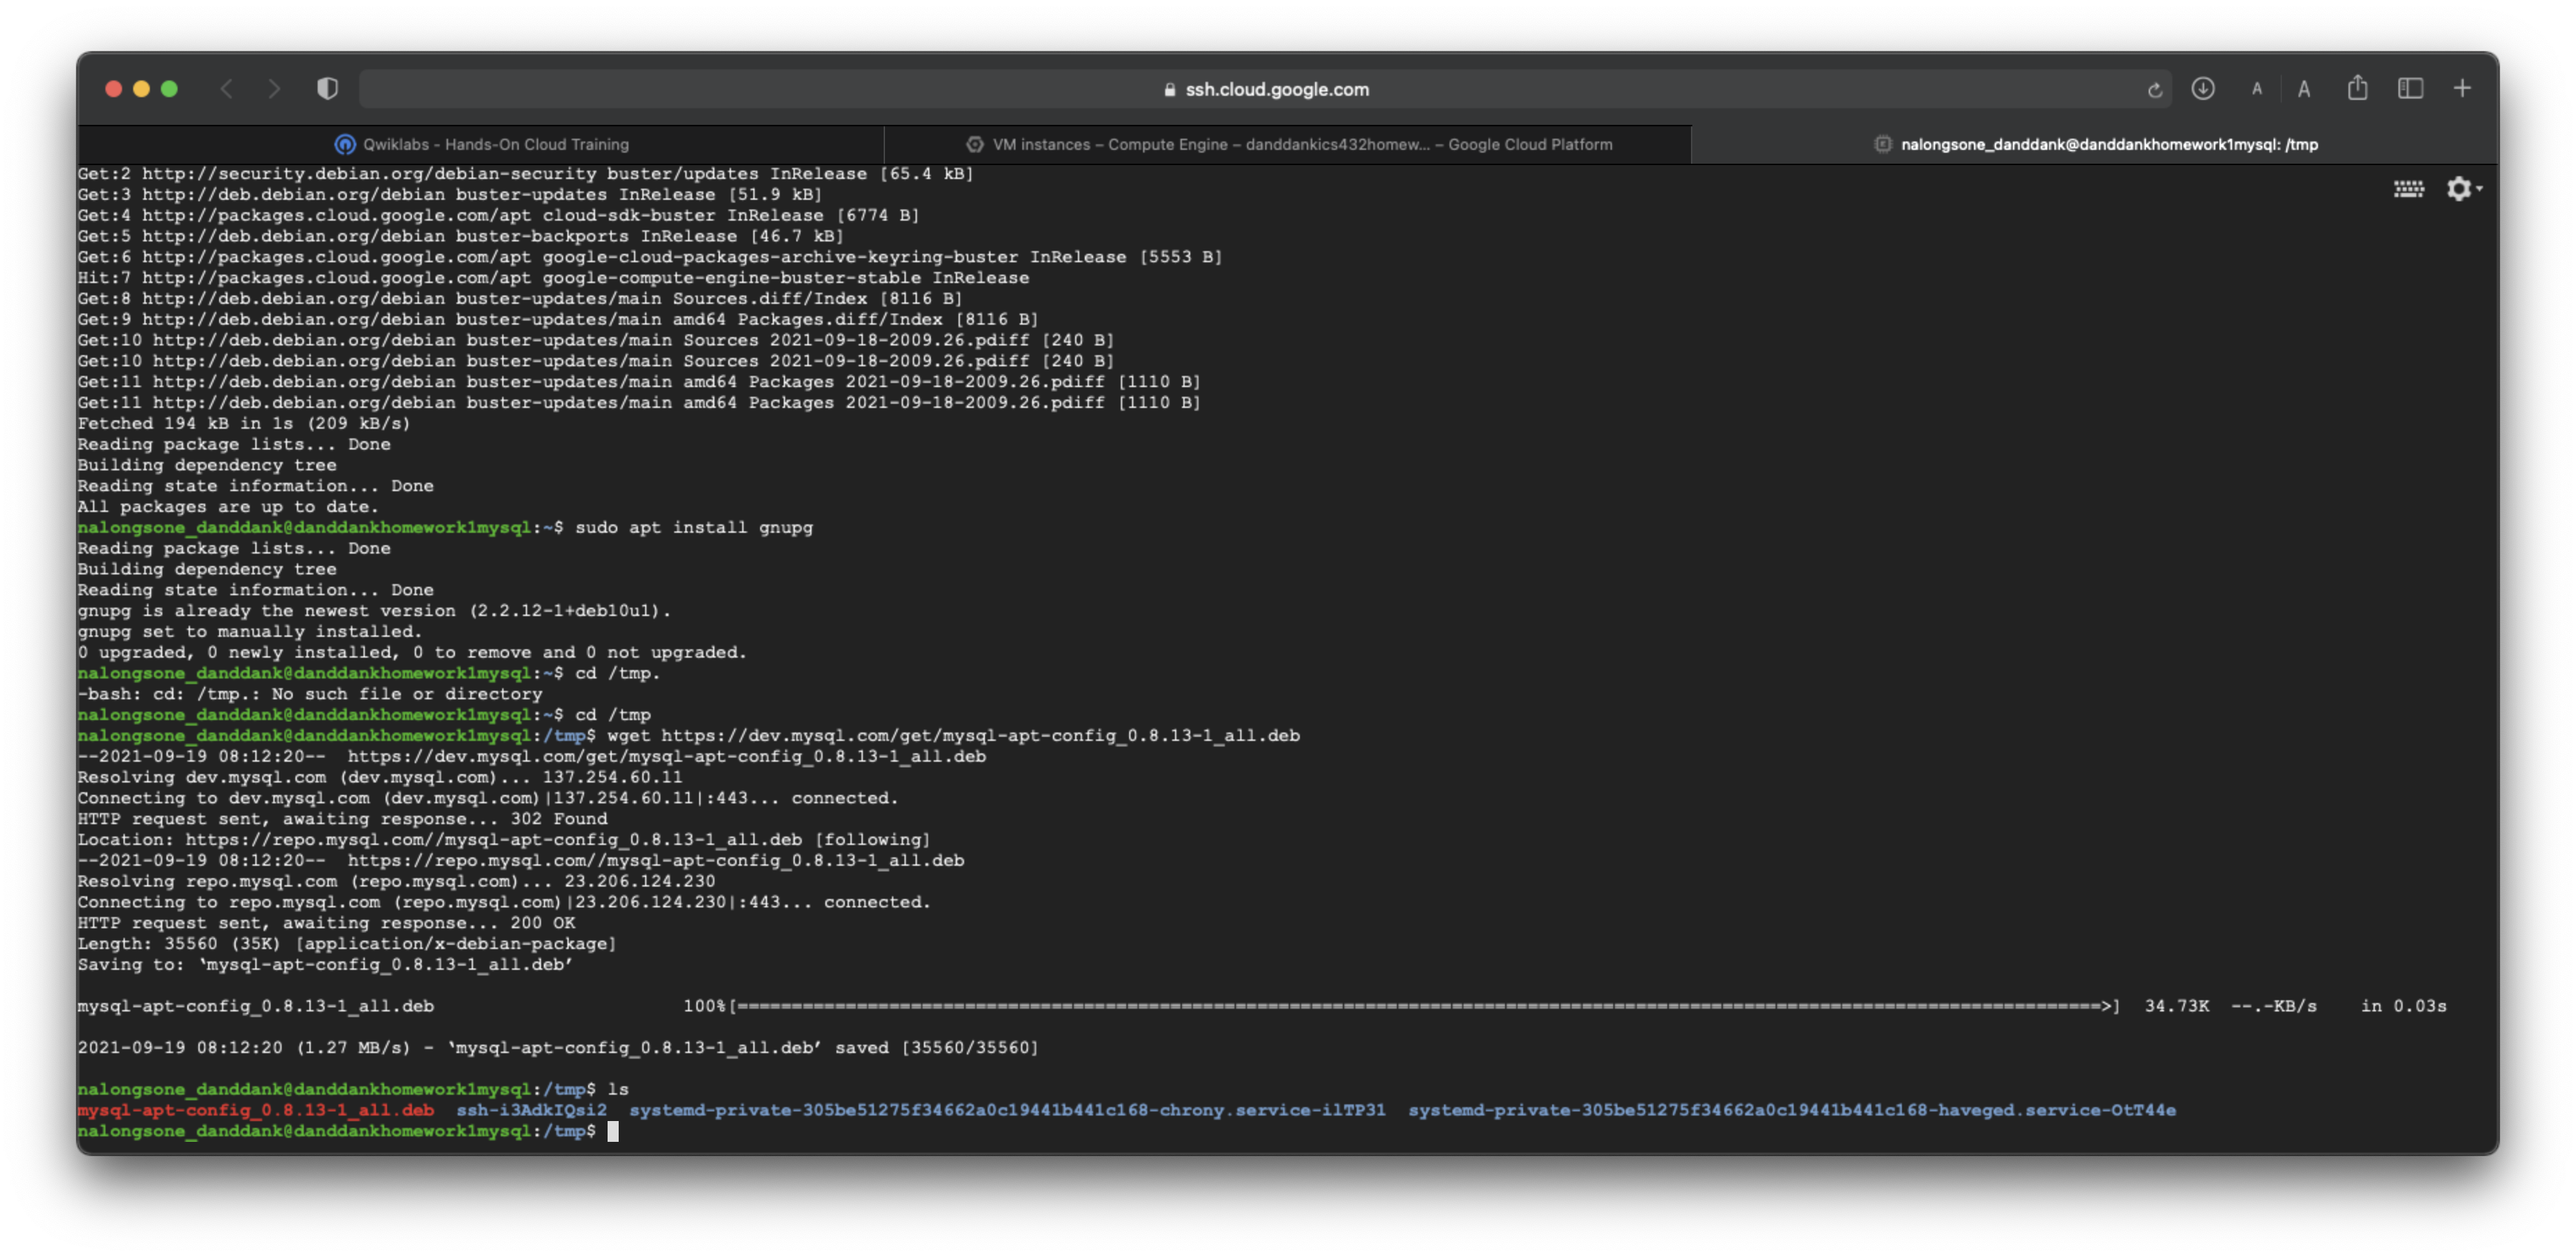 ssh.cloud.google.com
A A
Qwiklabs - Hands-On Cloud Training
VM instances – Compute Engine – danddankics432homew... – Google Cloud Platform
nalongsone_danddank@danddankhomework1mysql: /tmp
Get:2 http://security.debian.org/debian-security buster/updates InRelease [65.4 kB]
Get:3 http://deb.debian.org/debian buster-updates InRelease [51.9 kB]
Get:4 http://packages.cloud.google.com/apt cloud-sdk-buster InRelease [6774 B]
Get:5 http://deb.debian.org/debian buster-backports InRelease [46.7 kB]
Get:6 http://packages.cloud.google.com/apt google-cloud-packages-archive-keyring-buster InRelease [5553 B]
Hit:7 http://packages.cloud.google.com/apt google-compute-engine-buster-stable InRelease
Get:8 http://deb.debian.org/debian buster-updates/main Sources.diff/Index [8116 B]
Get:9 http://deb.debian.org/debian buster-updates/main amd64 Packages.diff/Index [8116 B]
Get:10 http://deb.debian.org/debian buster-updates/main Sources 2021-09-18-2009.26.pdiff [240 B]
Get:10 http://deb.debian.org/debian buster-updates/main Sources 2021-09-18-2009.26.pdiff [240 B]
Get:11 http://deb.debian.org/debian buster-updates/main amd64 Packages 2021-09-18-2009.26.pdiff [1110 B]
Get:11 http://deb.debian.org/debian buster-updates/main amd64 Packages 2021-09-18-2009.26.pdiff [1110 B]
Fetched 194 kB in 1s (209 kB/s)
Reading package lists... Done
Building dependency tree
Reading state information... Done
All packages are up to date.
nalongsone_danddank@danddankhomework1mysql:~$ sudo apt install gnupg
Reading package lists... Done
Building dependency tree
Reading state information... Done
gnupg is already the newest version (2.2.12-1+deb10u1).
gnupg set to manually installed.
0 upgraded, 0 newly installed, 0 to remove and 0 not upgraded.
nalongsone_danddank@danddankhomework1mysql:~$ cd /tmp.
-bash: cd: /tmp.: No such file or directory
nalongsone_danddank@danddankhomework1mysql:~$ cd /tmp
nalongsone_danddank@danddankhomework1mysql:/tmp$ wget https://dev.mysql.com/get/mysql-apt-config_0.8.13-1_all.deb
--2021-09-19 08:12:20--  https://dev.mysql.com/get/mysql-apt-config_0.8.13-1_all.deb
Resolving dev.mysql.com (dev.mysql.com)... 137.254.60.11
Connecting to dev.mysql.com (dev.mysql.com)|137.254.60.11|:443... connected.
HTTP request sent, awaiting response... 302 Found
Location: https://repo.mysql.com//mysql-apt-config_0.8.13-1_all.deb [following]
--2021-09-19 08:12:20--  https://repo.mysql.com//mysql-apt-config_0.8.13-1_all.deb
Resolving repo.mysql.com (repo.mysql.com)... 23.206.124.230
Connecting to repo.mysql.com (repo.mysql.com)|23.206.124.230|:443... connected.
HTTP request sent, awaiting response... 200 OK
Length: 35560 (35K) [application/x-debian-package]
Saving to: ‘mysql-apt-config_0.8.13-1_all.deb’
mysql-apt-config_0.8.13-1_all.deb 100%[==============================================>] 34.73K --.-KB/s in 0.03s
2021-09-19 08:12:20 (1.27 MB/s) - ‘mysql-apt-config_0.8.13-1_all.deb’ saved [35560/35560]
nalongsone_danddank@danddankhomework1mysql:/tmp$ ls
mysql-apt-config_0.8.13-1_all.deb ssh-i3AdkIQsi2 systemd-private-305be51275f34662a0c19441b441c168-chrony.service-ilTP31 systemd-private-305be51275f34662a0c19441b441c168-haveged.service-OtT44e
nalongsone_danddank@danddankhomework1mysql:/tmp$